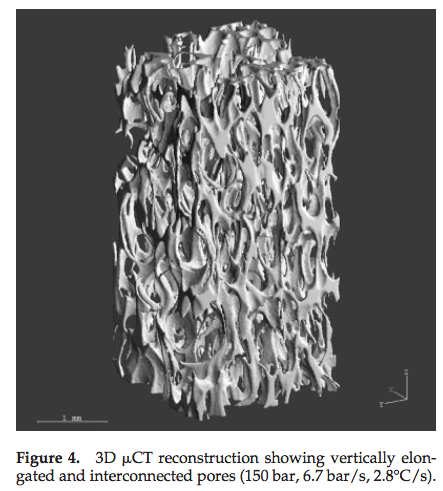 1 mm
z
Figure 4. 3D μCT reconstruction showing vertically elon-
gated and interconnected pores (150 bar, 6.7 bar/s, 2.8°C/s).